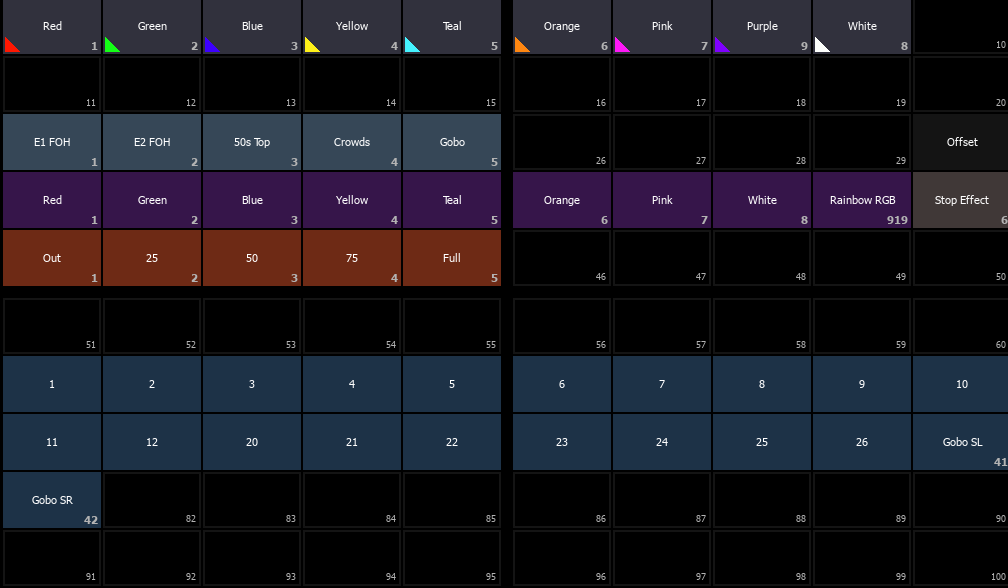 Red Green Blue Yellow Teal Orange Pink Purple White
1 2 3 4 5 6 7 9 8 10
11 12 13 14 15 16 17 18 19 20
E1 FOH E2 FOH 50s Top Crowds Gobo Offset
1 2 3 4 5 26 27 28 29
Red Green Blue Yellow Teal Orange Pink White Rainbow RGB Stop Effect
1 2 3 4 5 6 7 8 919 6
Out 25 50 75 Full
1 2 3 4 5 46 47 48 49 50
51 52 53 54 55 56 57 58 59 60
1 2 3 4 5 6 7 8 9 10
11 12 20 21 22 23 24 25 26 Gobo SL
41
Gobo SR
42 82 83 84 85 86 87 88 89 90
91 92 93 94 95 96 97 98 99 100